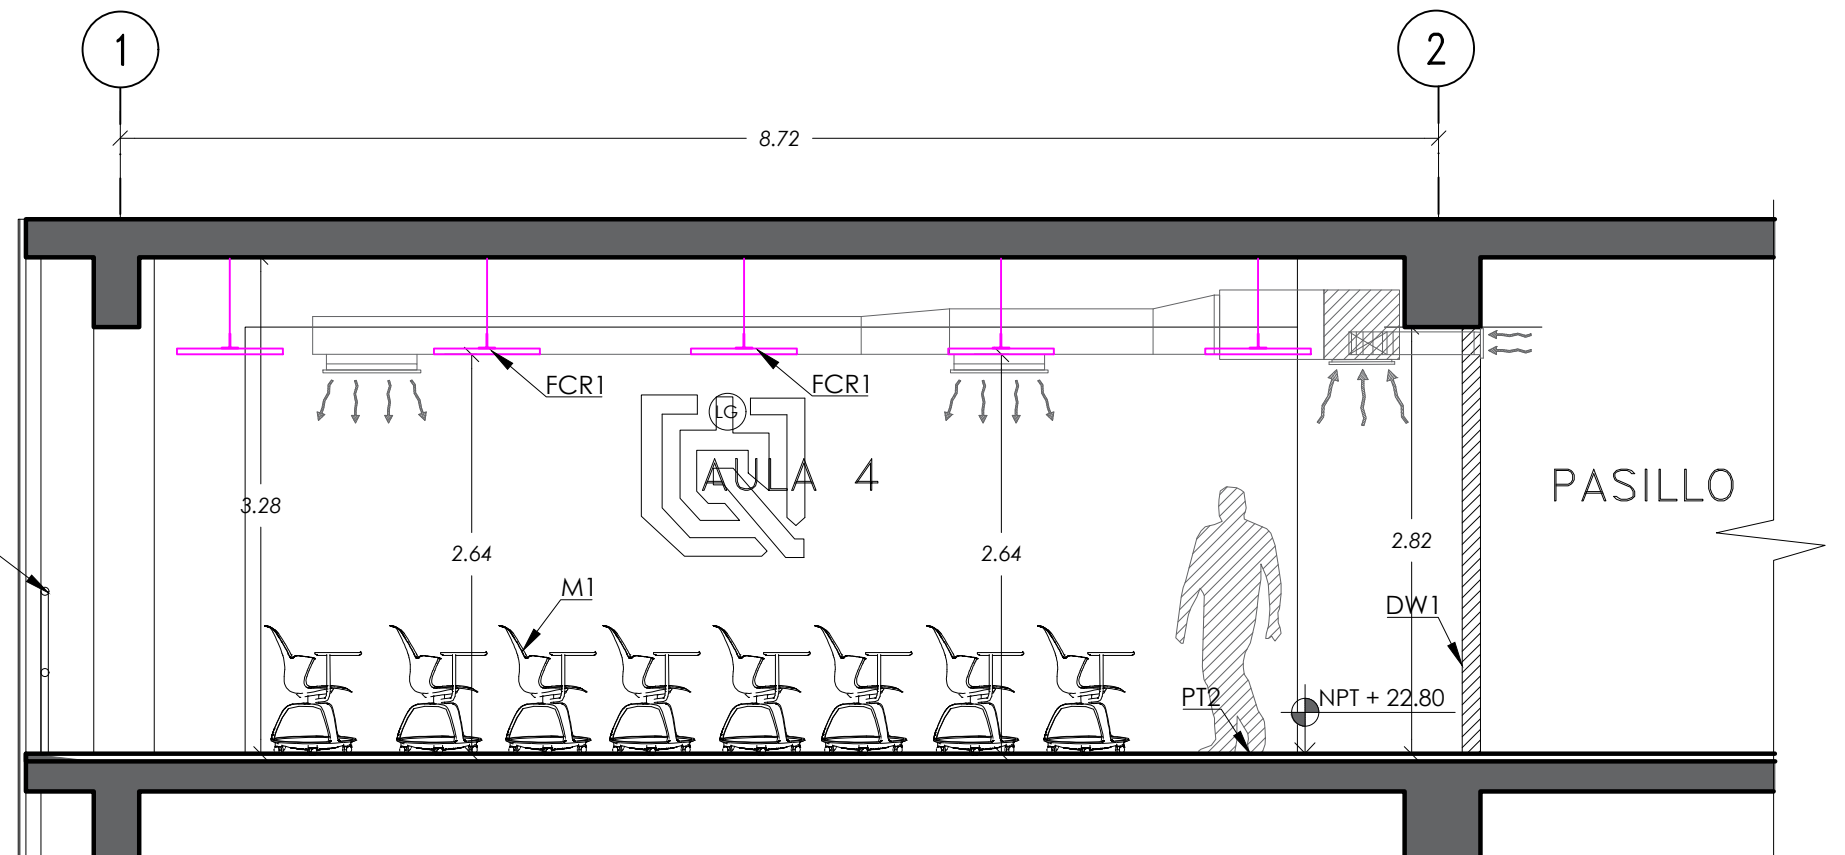 1
2
8.72
FCR1
FCR1
LG
AULA 4
PASILLO
3.28
2.64
2.64
2.82
M1
DW1
PT2
NPT + 22.80